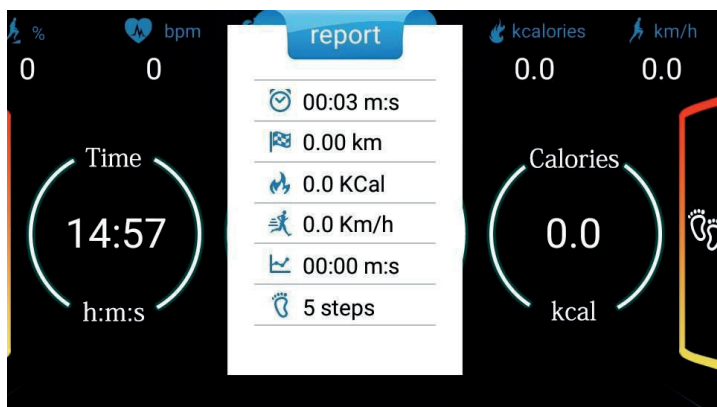 %
bpm
report
kcalories
km/h
0
0
0.0
0.0
00:03 m:s
0.00 km
0.0 KCal
0.0 Km/h
00:00 m:s
5 steps
Time
14:57
h:m:s
Calories
0.0
kcal